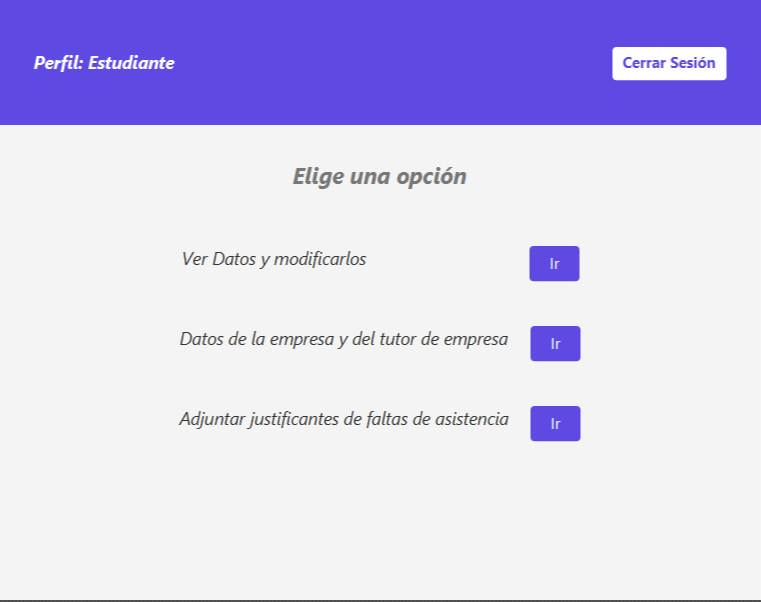 Perfil: Estudiante
Cerrar Sesión
Elige una opción
Ver Datos y modificarlos
Ir
Datos de la empresa y del tutor de empresa
Ir
Adjuntar justificantes de faltas de asistencia
Ir